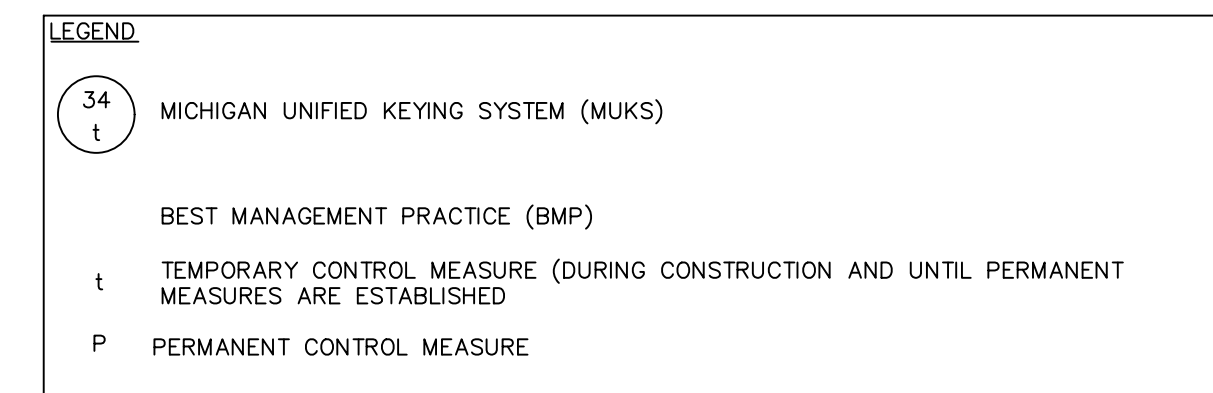 LEGEND
34
t
MICHIGAN UNIFIED KEYING SYSTEM (MUKS)
BEST MANAGEMENT PRACTICE (BMP)
t TEMPORARY CONTROL MEASURE (DURING CONSTRUCTION AND UNTIL PERMANENT
MEASURES ARE ESTABLISHED
P PERMANENT CONTROL MEASURE